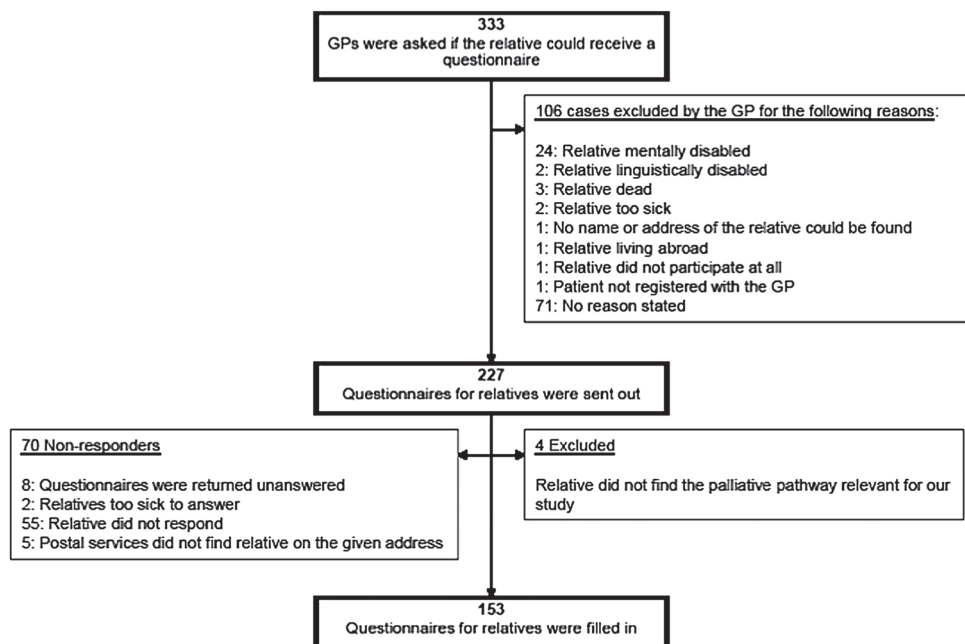 333
GPs were asked if the relative could receive a
questionnaire
106 cases excluded by the GP for the following reasons:
24: Relative mentally disabled
2: Relative linguistically disabled
3: Relative dead
2: Relative too sick
1: No name or address of the relative could be found
1: Relative living abroad
1: Relative did not participate at all
1: Patient not registered with the GP
71: No reason stated
227
Questionnaires for relatives were sent out
70 Non-responders
8: Questionnaires were returned unanswered
2: Relatives too sick to answer
55: Relative did not respond
5: Postal services did not find relative on the given address
4 Excluded
Relative did not find the palliative pathway relevant for our
study
153
Questionnaires for relatives were filled in